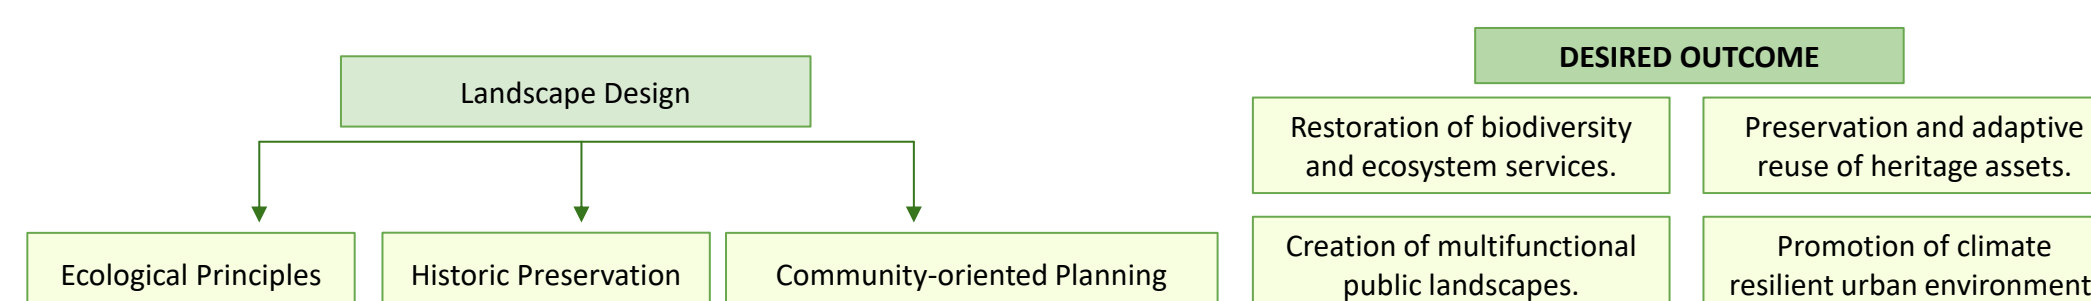 Landscape Design
Ecological Principles
Historic Preservation
Community-oriented Planning
DESIRED OUTCOME
Restoration of biodiversity
and ecosystem services.
Preservation and adaptive
reuse of heritage assets.
Creation of multifunctional
public landscapes.
Promotion of climate
resilient urban environment